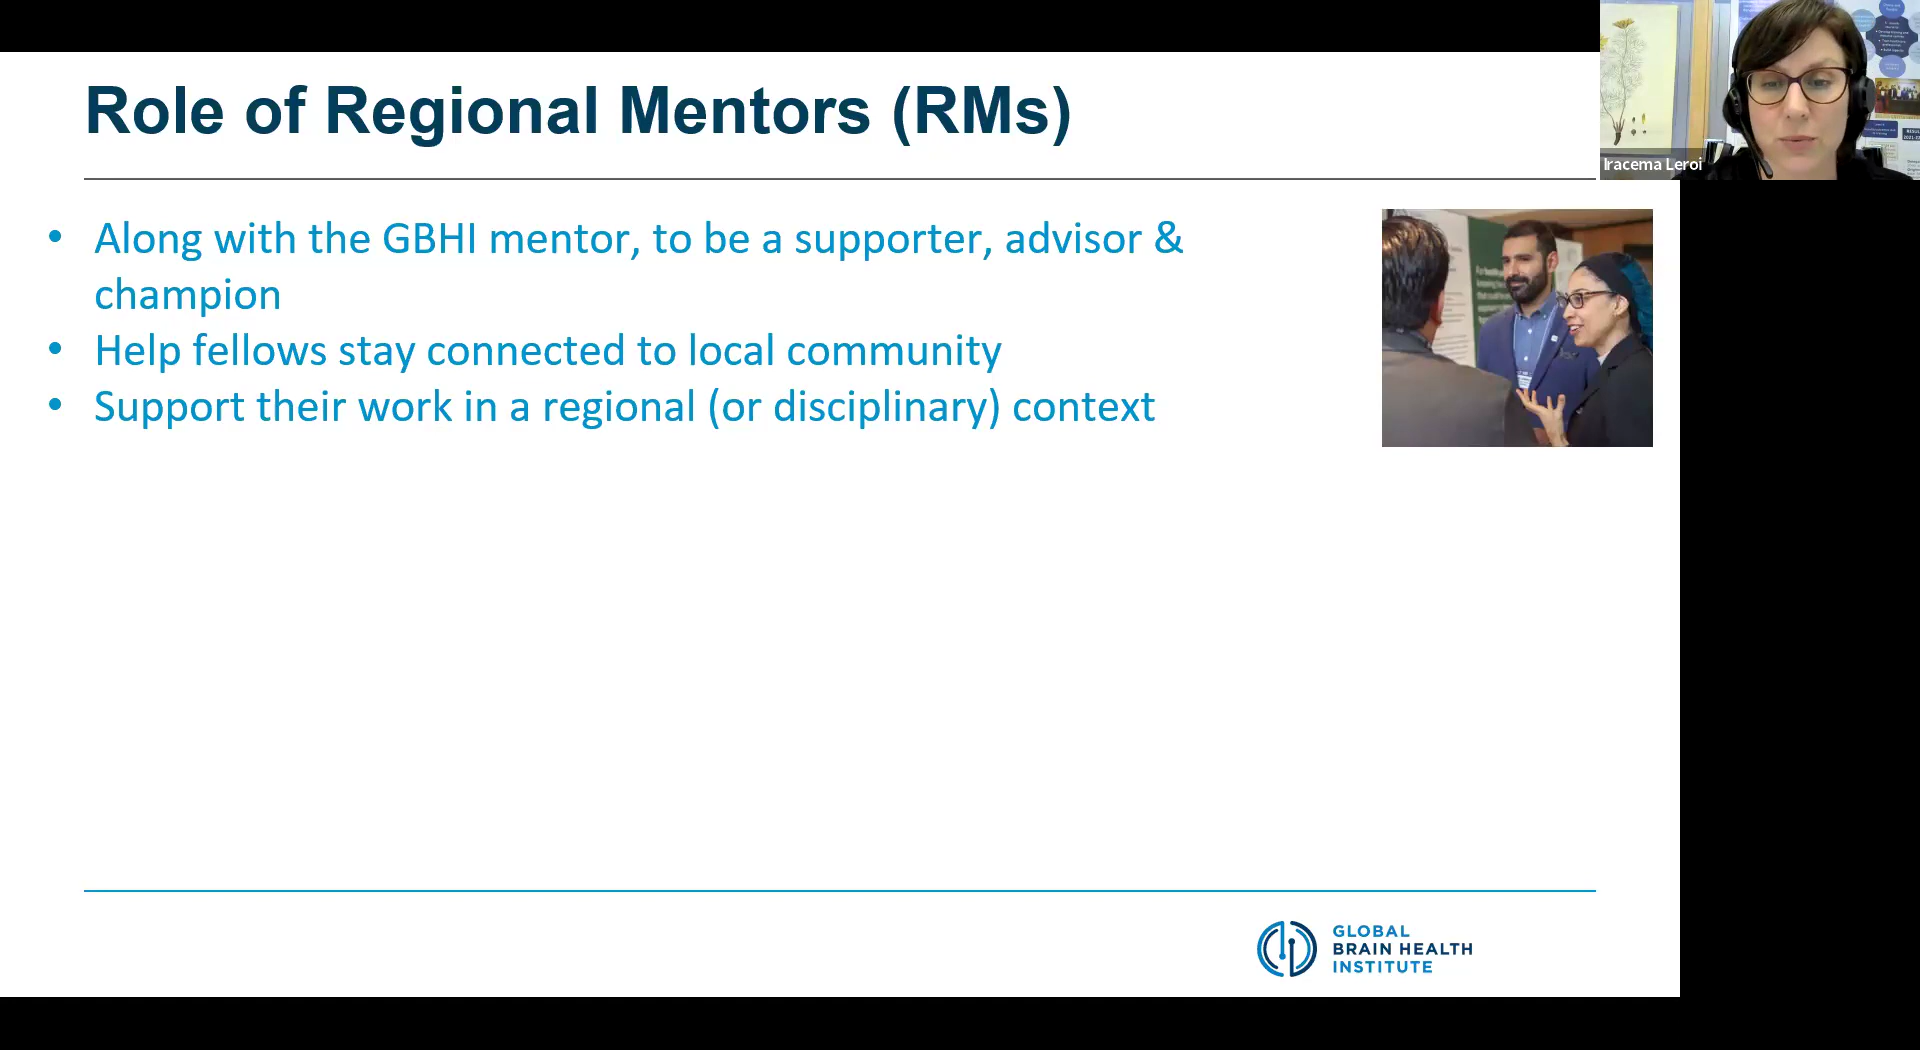 Role of Regional Mentors (RMs)
Iracema Leroi
• Along with the GBHI mentor, to be a supporter, advisor &
champion
• Help fellows stay connected to local community
• Support their work in a regional (or disciplinary) context
GLOBAL
BRAIN HEALTH
INSTITUTE